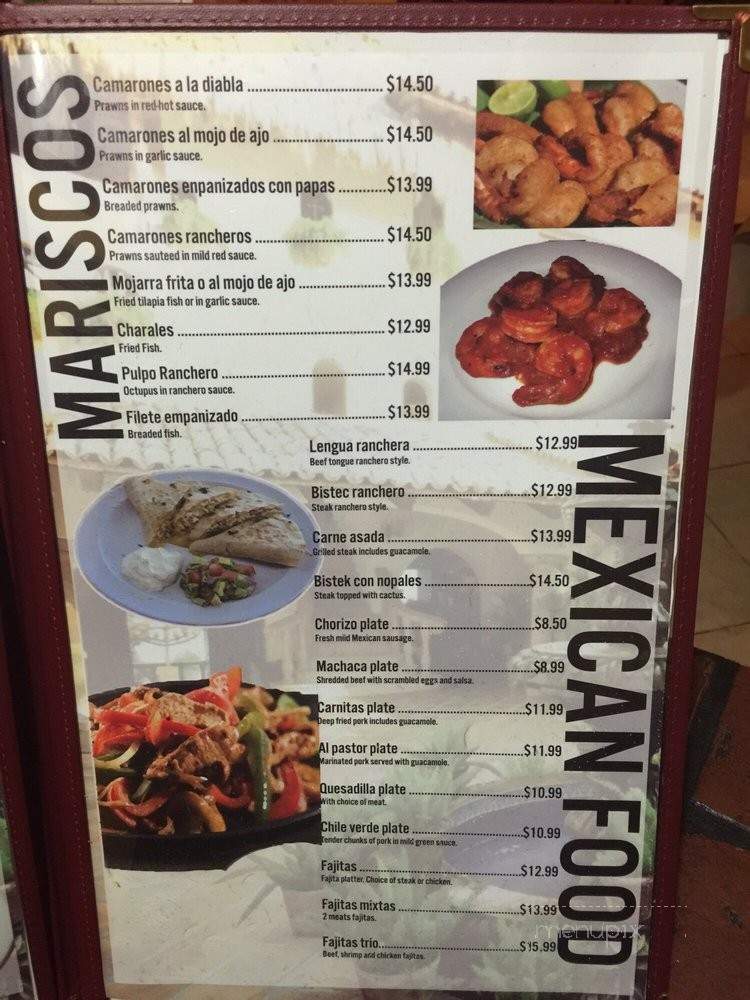 MARISCOS
Camarones a la diabla ................................ $14.50
Prawns in red-hot sauce.
Camarones al mojo de ajo .......................... $14.50
Prawns in garlic sauce.
Camarones enpanizados con papas ............$13.99
Breaded prawns.
Camarones rancheros ............................... $14.50
Prawns sauteed in mild red sauce.
Mojarra frita o al mojo de ajo ..................... $13.99
Fried tilapia fish or in garlic sauce.
Charales .................................................. $12.99
Fried Fish.
Pulpo Ranchero ........................................ $14.99
Octupus in ranchero sauce.
Filete empanizado .................................... $13.99
Breaded fish.
MEXICAN FOOD
Lengua ranchera ............................... $12.99
Beef tongue ranchero style.
Bistec ranchero ................................$12.99
Steak ranchero style.
Carne asada .....................................$13.99
Grilled steak includes guacamole.
Bistek con nopales ...........................$14.50
Steak topped with cactus.
Chorizo plate .....................................$8.50
Fresh mild Mexican sausage.
Machaca plate ...................................$8.99
Shredded beef with scrambled eggs and salsa.
Carnitas plate ..................................$11.99
Deep fried pork includes guacamole.
Al pastor plate .................................$11.99
Marinated pork served with guacamole.
Quesadilla plate ...............................$10.99
With choice of meat.
Chile verde plate ..............................$10.99
Tender chunks of pork in mild green sauce.
Fajitas .............................................$12.99
Fajita platter. Choice of steak or chicken.
Fajitas mixtas ..................................$13.99
2 meats fajitas.
Fajitas trio.......................................$15.99
Beef, shrimp and chicken fajitas.
menupix